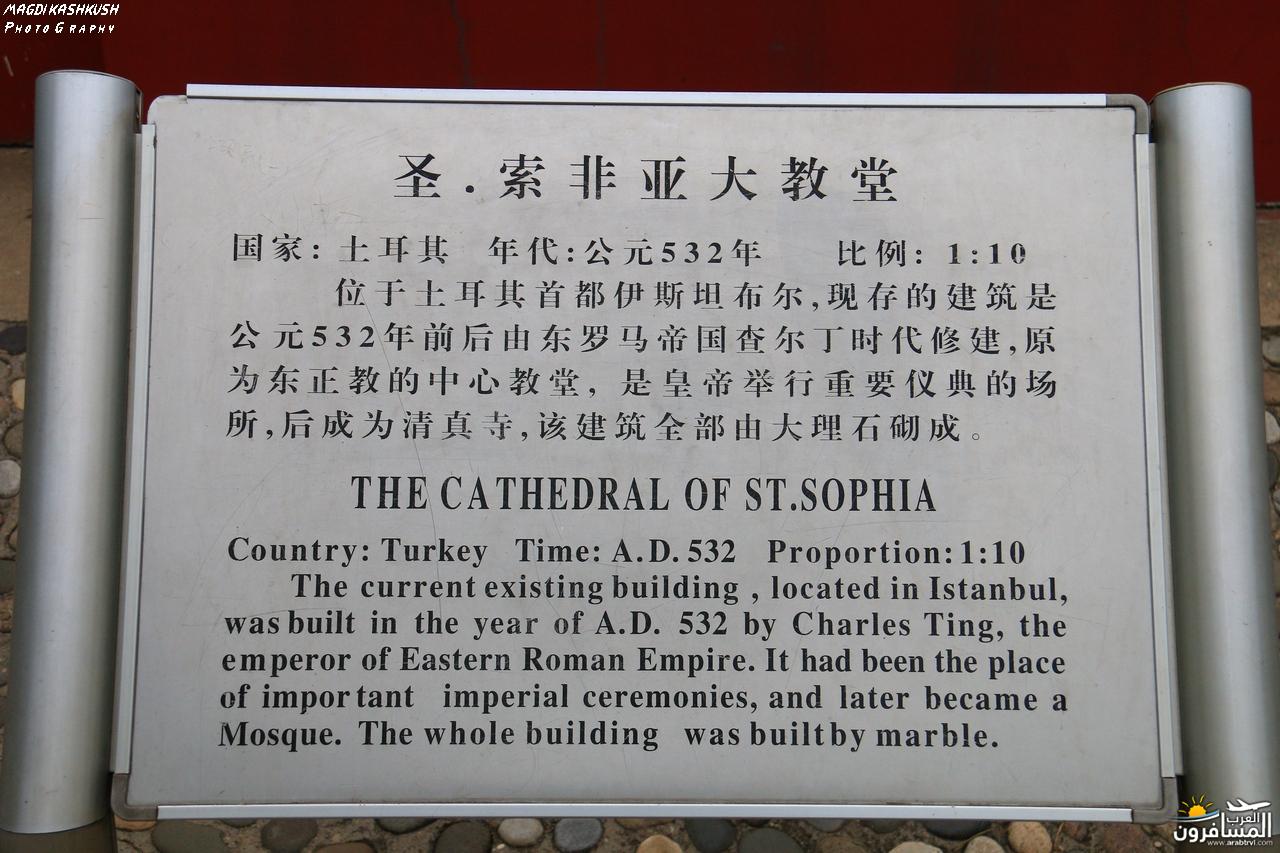 MAGDI KASHKUSH
PHOTOGRAPHY
圣.索非亚大教堂
国家: 土耳其 年代:公元532年 比例: 1:10
位于土耳其首都伊斯坦布尔,现存的建筑是
公元532年前后由东罗马帝国查尔丁时代修建,原
为东正教的中心教堂, 是皇帝举行重要仪典的场
所,后成为清真寺,该建筑全部由大理石砌成。
THE CATHEDRAL OF ST.SOPHIA
Country: Turkey Time: A.D. 532 Proportion: 1:10
The current existing building , located in Istanbul,
was built in the year of A.D. 532 by Charles Ting, the
emperor of Eastern Roman Empire. It had been the place
of important imperial ceremonies, and later became a
Mosque. The whole building was built by marble.
العرب
المسافرون
www.arabtrvl.com